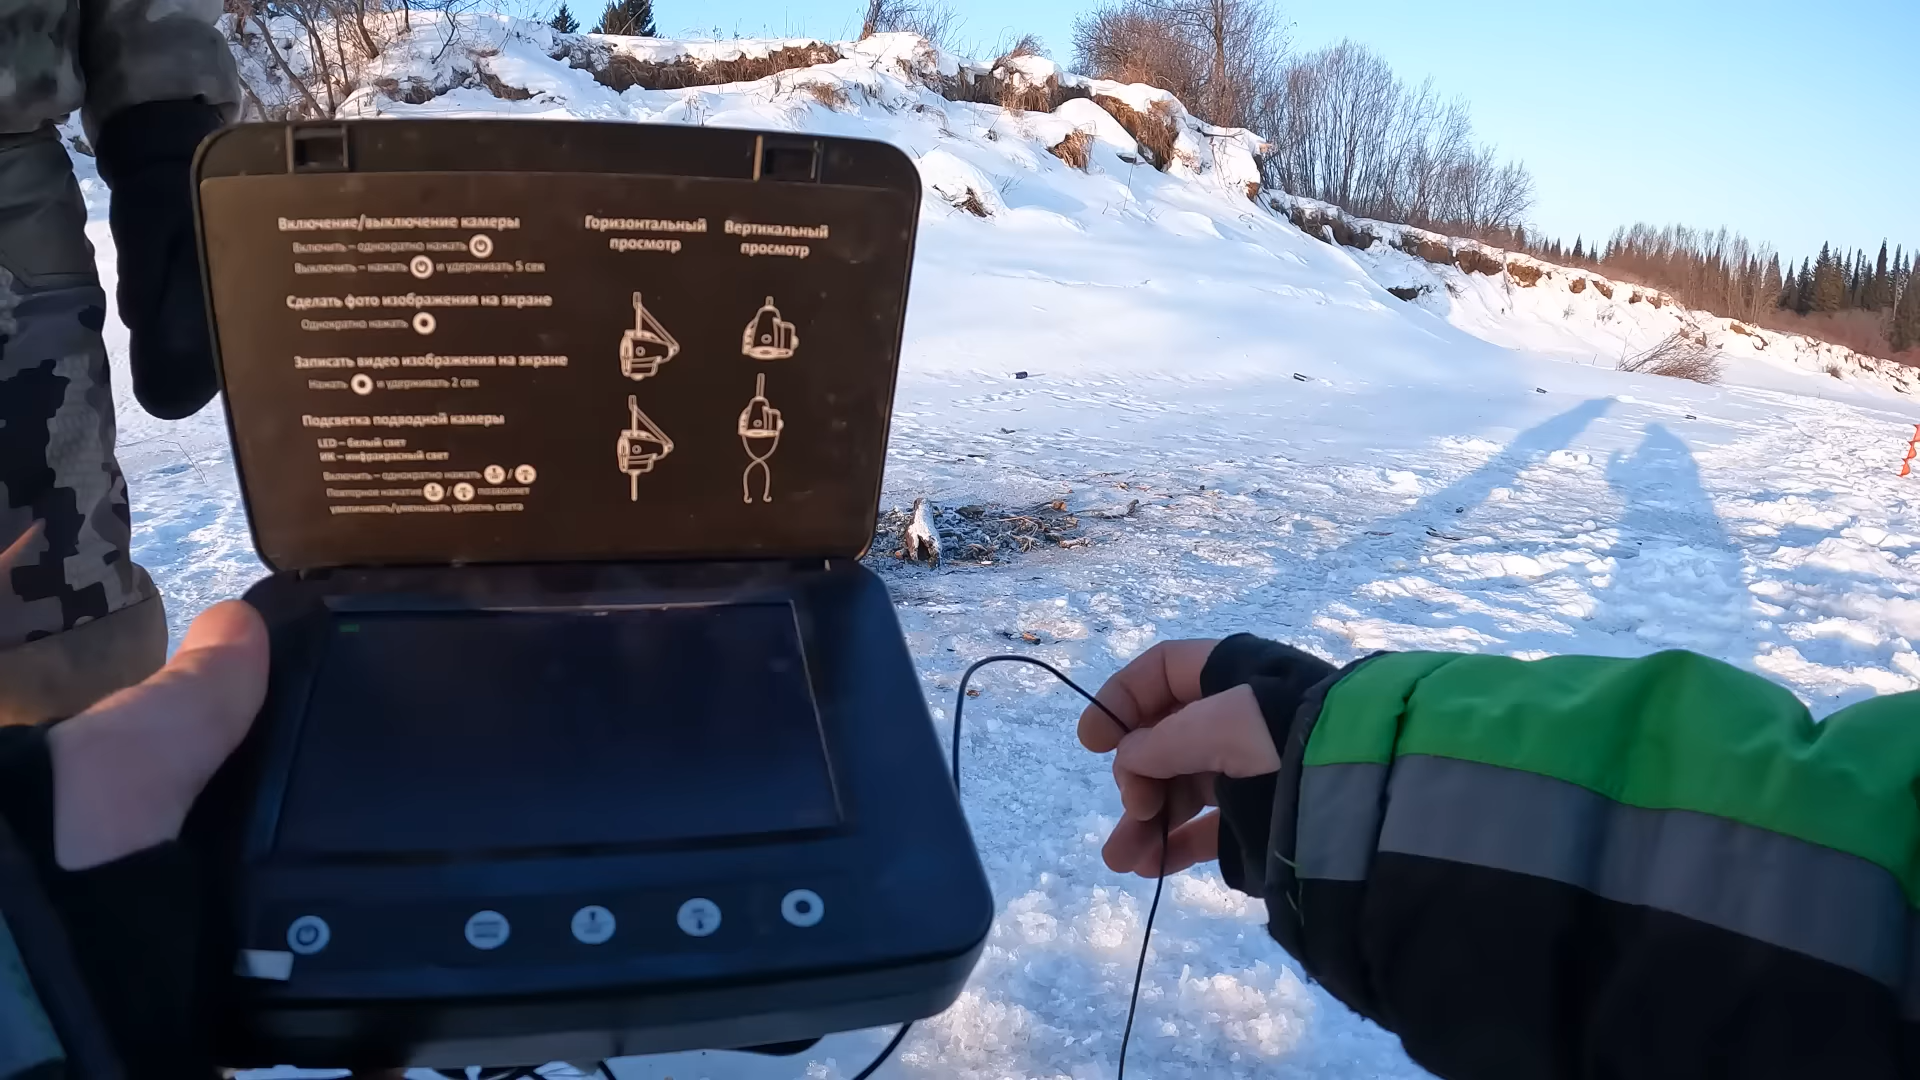 Включение/выключение камеры
Включить – однократно нажать
Выключить – нажать и удерживать 5 сек
Сделать фото изображения на экране
Однократно нажать
Записать видео изображения на экране
Нажать и удерживать 2 сек
Подсветка подводной камеры
LED – белый свет
ИК – инфракрасный свет
Включить – однократно нажать /
Повторное нажатие / позволяет
увеличивать/уменьшать уровень света
Горизонтальный
просмотр
Вертикальный
просмотр